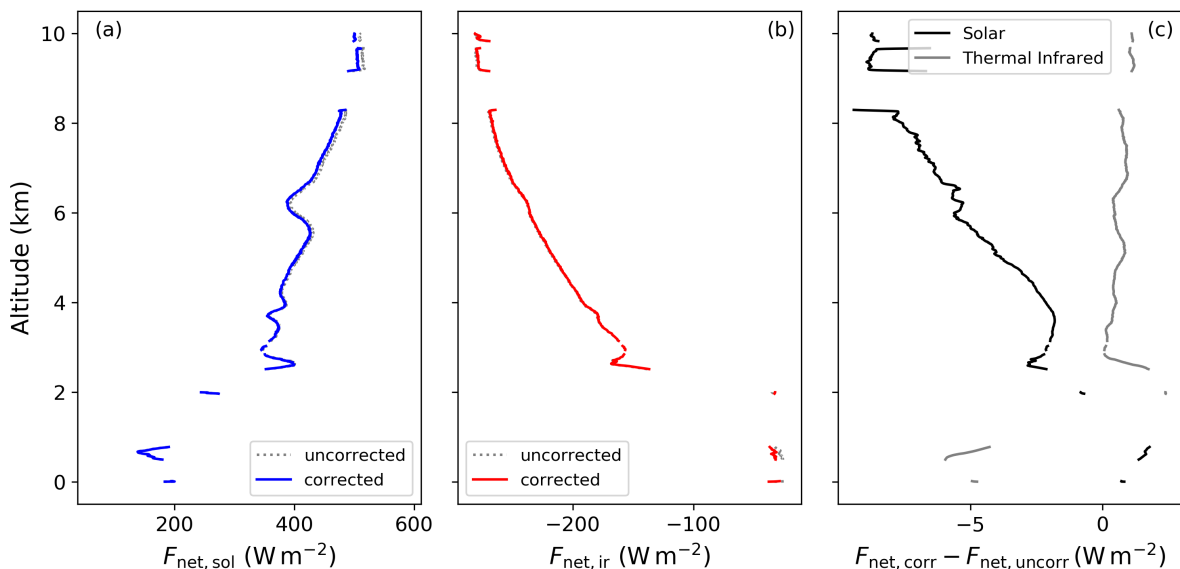 (a)
(b)
(c)
Solar
Thermal Infrared
10
8
6
4
2
0
Altitude (km)
uncorrected
corrected
uncorrected
corrected
200
400
600
−200
−100
−5
0
F_net, sol (W m⁻²)
F_net, ir (W m⁻²)
F_net, corr − F_net, uncorr (W m⁻²)